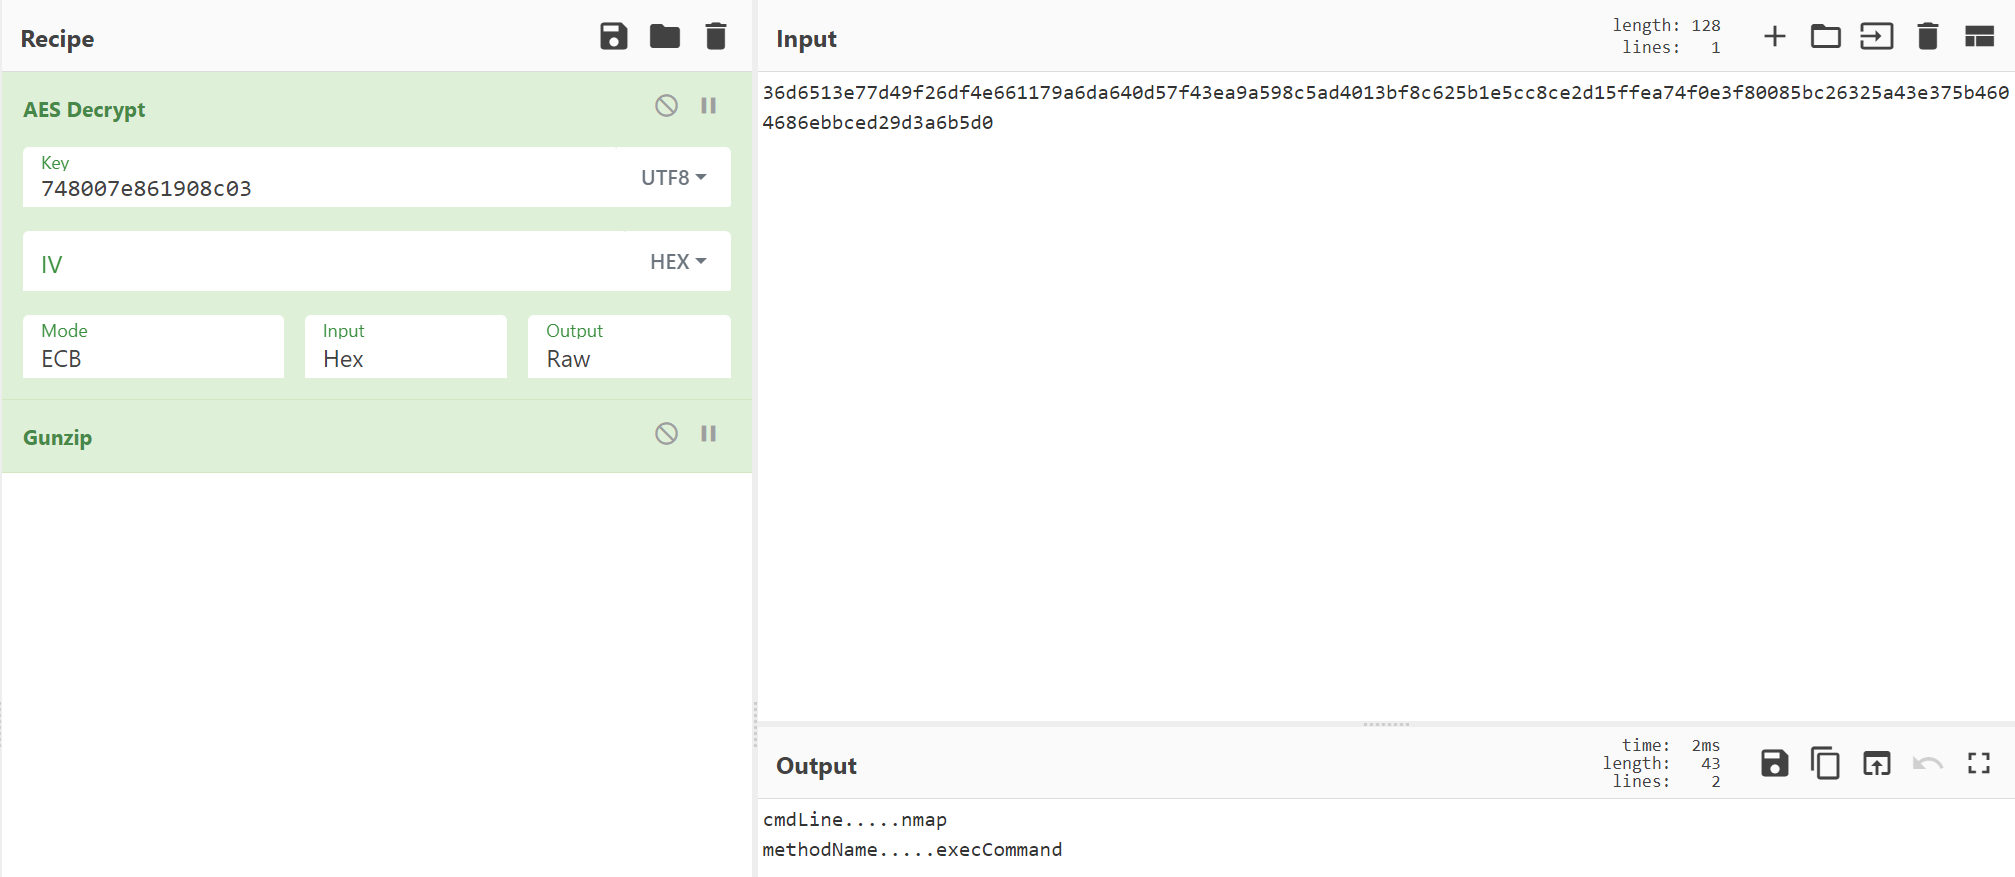 Recipe
AES Decrypt
Key
748007e861908c03
UTF8
IV
HEX
Mode
ECB
Input
Hex
Output
Raw
Gunzip
Input
length: 128
lines: 1
36d6513e77d49f26df4e661179a6da640d57f43ea9a598c5ad4013bf8c625b1e5cc8ce2d15ffea74f0e3f80085bc26325a43e375b460
4686ebbced29d3a6b5d0
Output
time: 2ms
length: 43
lines: 2
cmdLine.....nmap
methodName.....execCommand